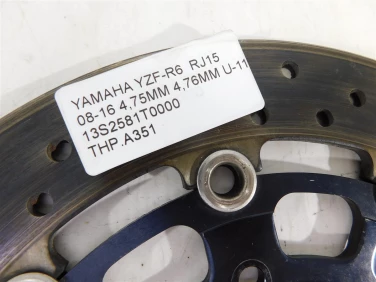 YAMAHA YZF-R6 RJ15
08-16 4,75MM 4,76MM U-11
13S2581T0000
THP.A351